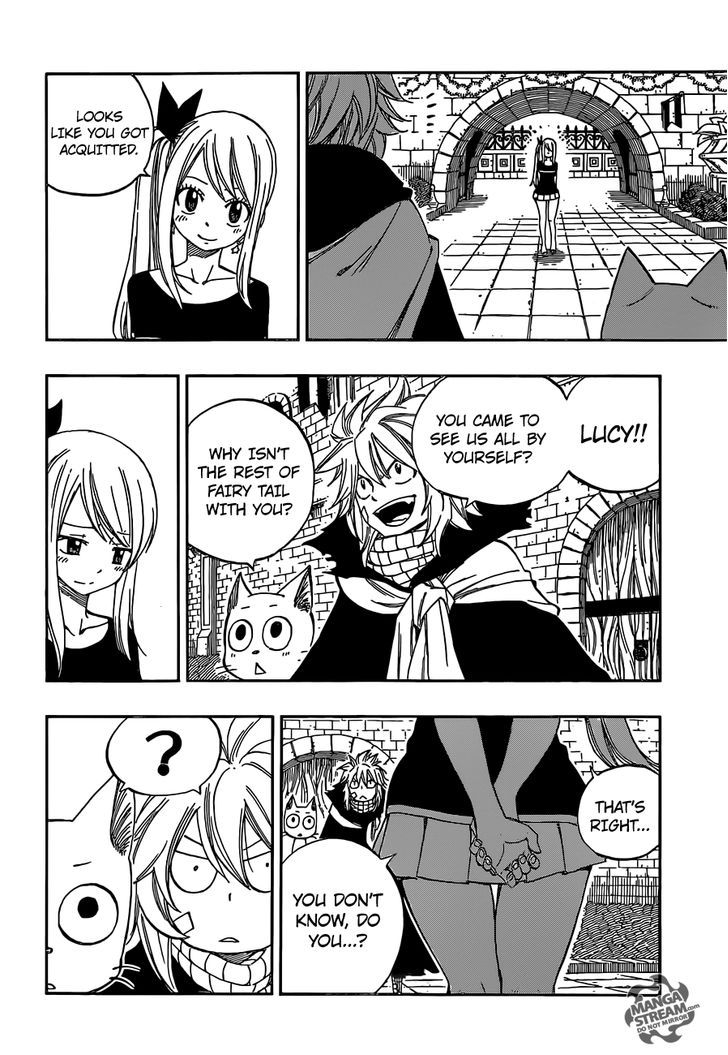 LOOKS
LIKE YOU GOT
ACQUITTED.
LUCY!!
YOU CAME TO
SEE US ALL BY
YOURSELF?
WHY ISN'T
THE REST OF
FAIRY TAIL
WITH YOU?
THAT'S
RIGHT...
YOU DON'T
KNOW, DO
YOU...?
?
MANGA
STREAM.COM
DO NOT MIRROR